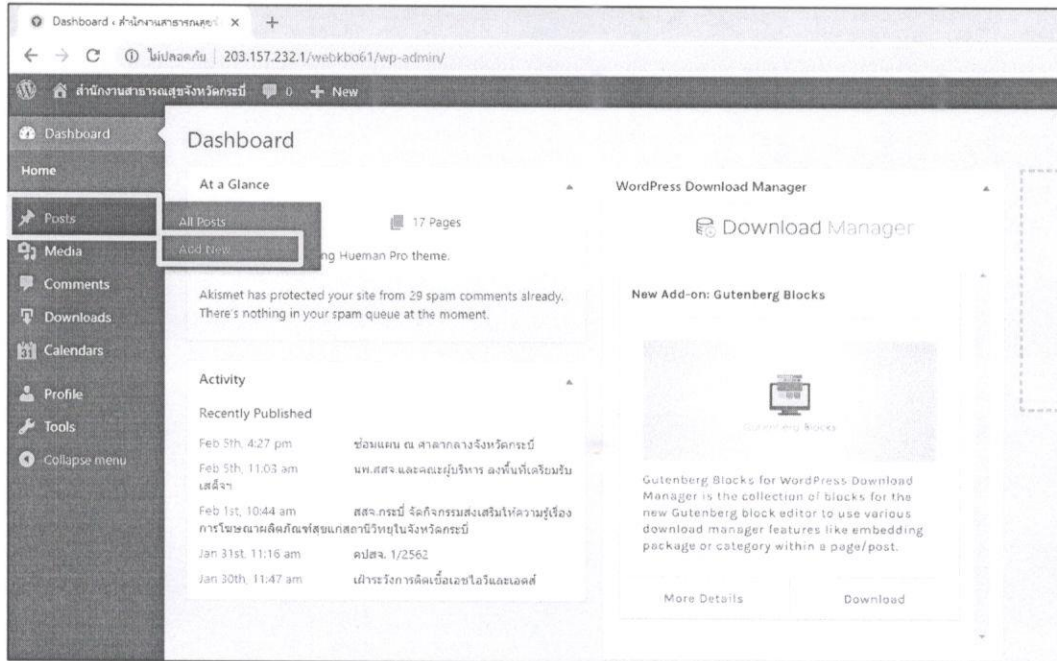 Dashboard ‹ สำนักงานสาธารณสุขจ
ไม่ปลอดภัย 203.157.232.1/webkbo61/wp-admin/
สำนักงานสาธารณสุขจังหวัดกระบี่ 0 + New
Dashboard
Home
Posts
Media
Comments
Downloads
31 Calendars
Profile
Tools
Collapse menu
All Posts
Add New
Dashboard
At a Glance
17 Pages
ng Hueman Pro theme.
Akismet has protected your site from 29 spam comments already.
There's nothing in your spam queue at the moment.
Activity
Recently Published
Feb 5th, 4:27 pm ซ้อมแผน ณ ศาลากลางจังหวัดกระบี่
Feb 5th, 11:03 am นพ.สสจ.และคณะผู้บริหาร ลงพื้นที่เตรียมรับ
เสด็จฯ
Feb 1st, 10:44 am สสจ.กระบี่ จัดกิจกรรมส่งเสริมให้ความรู้เรื่อง
การโฆษณาผลิตภัณฑ์สุขแก่สถานีวิทยุในจังหวัดกระบี่
Jan 31st, 11:16 am คปสจ. 1/2562
Jan 30th, 11:47 am เฝ้าระวังการติดเชื้อเอชไอวีและเอดส์
WordPress Download Manager
Download Manager
New Add-on: Gutenberg Blocks
Gutenberg Blocks
Gutenberg Blocks for WordPress Download
Manager is the collection of blocks for the
new Gutenberg block editor to use various
download manager features like embedding
package or category within a page/post.
More Details Download